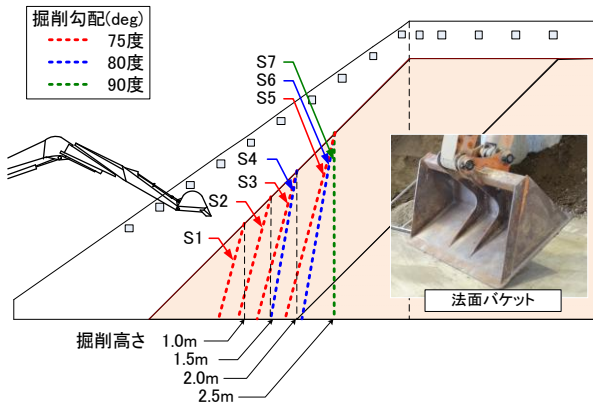 掘削勾配(deg)
75度
80度
90度
S7
S6
S5
S4
S3
S2
S1
法面バケット
掘削高さ 1.0m
1.5m
2.0m
2.5m